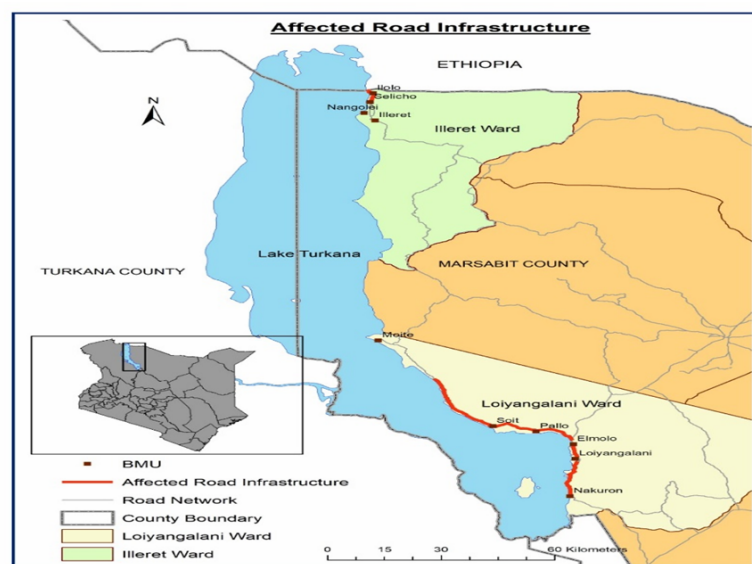 Affected Road Infrastructure
ETHIOPIA
N
Ilolo
Selicho
Nangolei
Illeret
Illeret Ward
Lake Turkana
TURKANA COUNTY
MARSABIT COUNTY
Moite
Loiyangalani Ward
Soit
Pallo
Elmolo
Loiyangalani
Nakuron
BMU
Affected Road Infrastructure
Road Network
County Boundary
Loiyangalani Ward
Illeret Ward
0 15 30 60 Kilometers